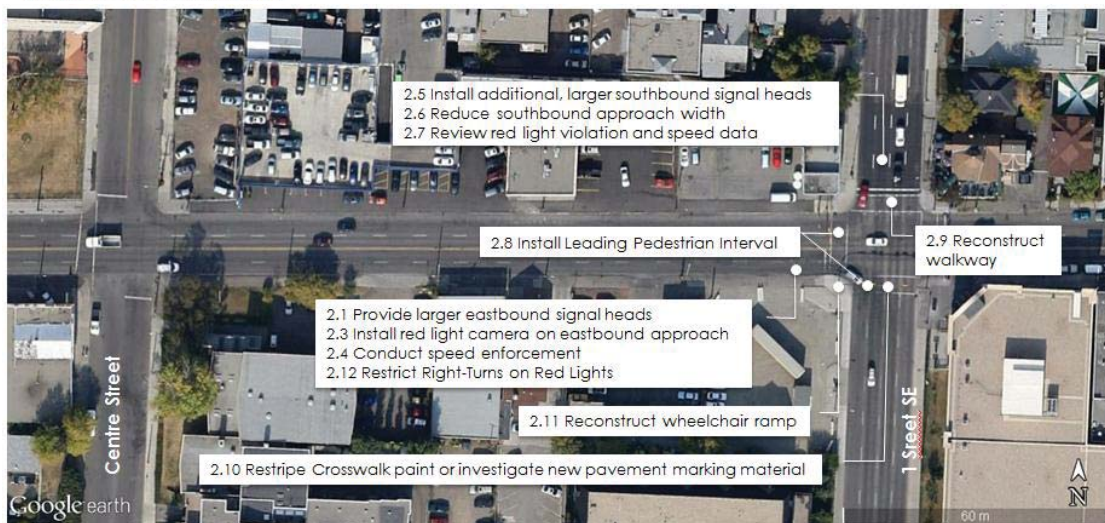 2.5 Install additional, larger southbound signal heads
2.6 Reduce southbound approach width
2.7 Review red light violation and speed data
2.8 Install Leading Pedestrian Interval
2.9 Reconstruct
walkway
2.1 Provide larger eastbound signal heads
2.3 Install red light camera on eastbound approach
2.4 Conduct speed enforcement
2.12 Restrict Right-Turns on Red Lights
2.11 Reconstruct wheelchair ramp
2.10 Restripe Crosswalk paint or investigate new pavement marking material
Centre Street
1 Sreet SE
Google earth
N
60 m